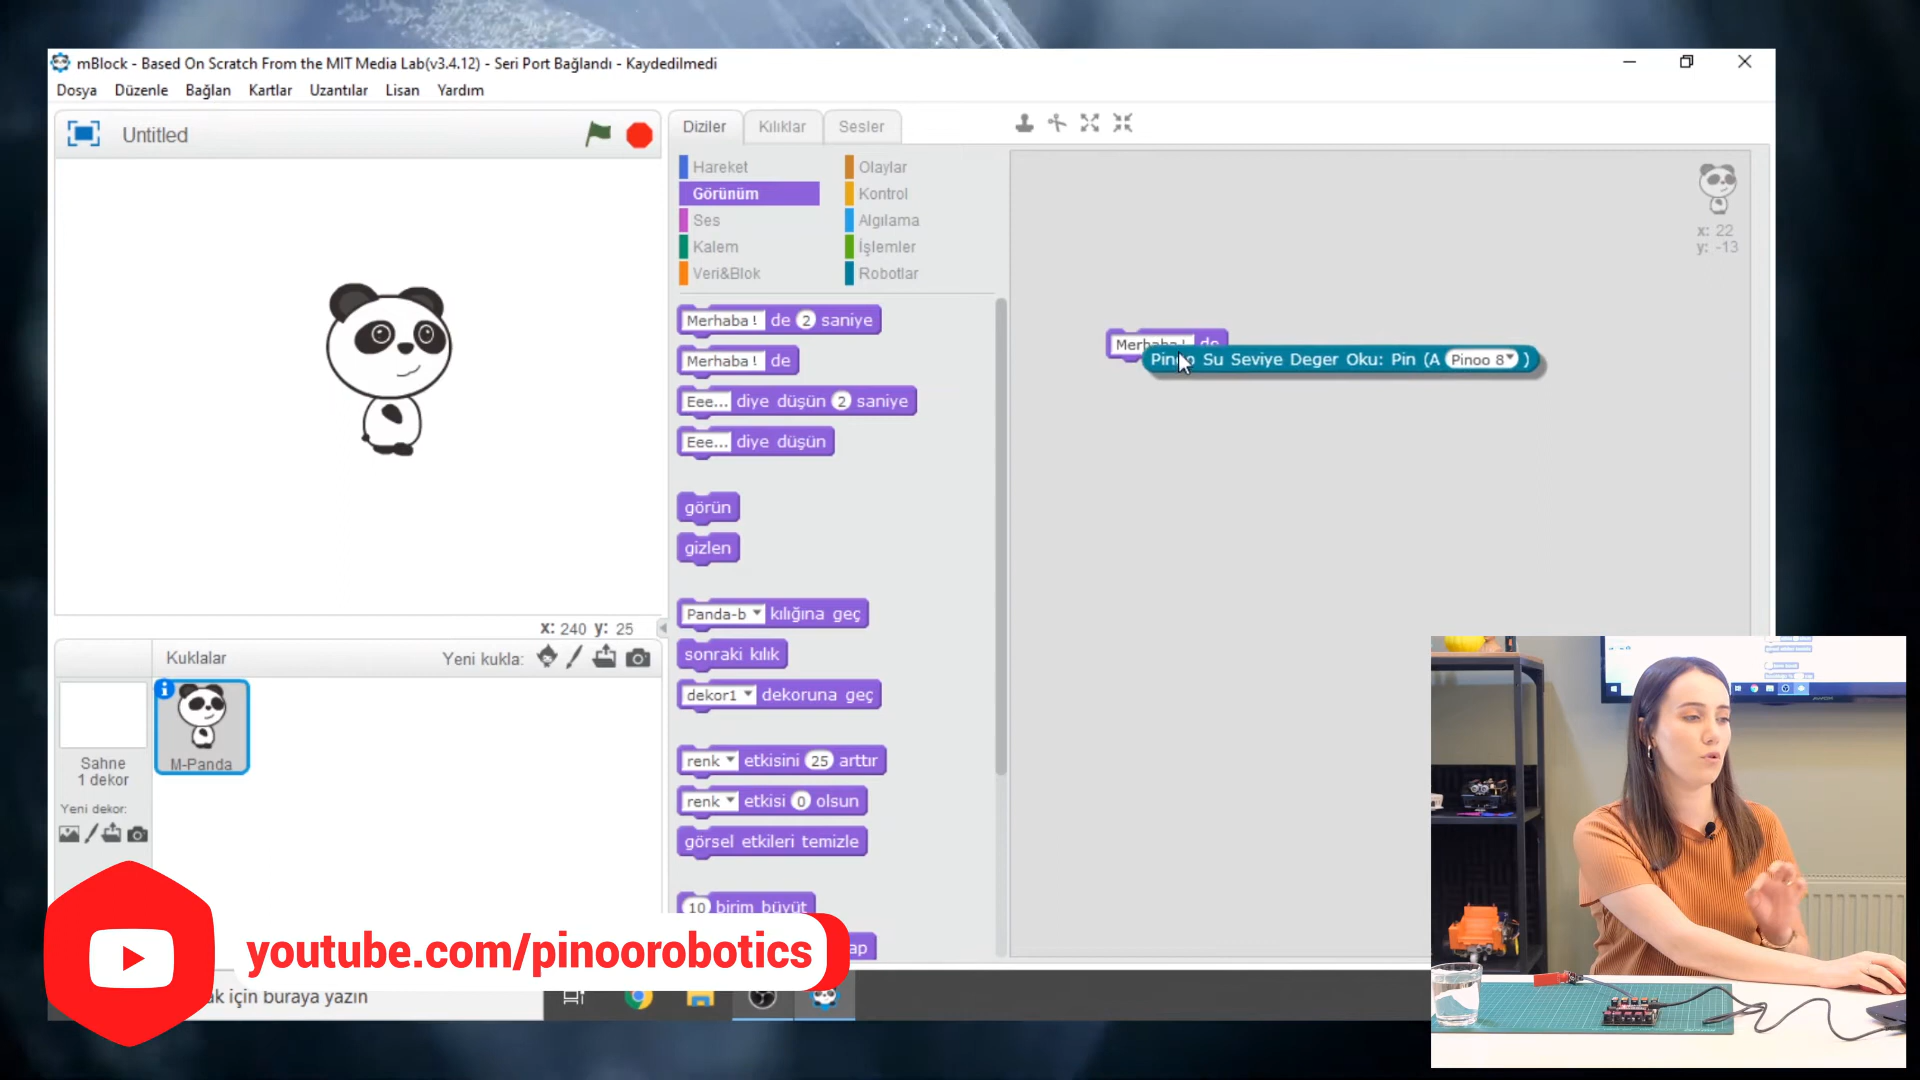 mBlock - Based On Scratch From the MIT Media Lab(v3.4.12) - Seri Port Bağlandı - Kaydedilmedi
Dosya Düzenle Bağlan Kartlar Uzantılar Lisan Yardım
Untitled
Diziler Kılıklar Sesler
Hareket Olaylar
Görünüm Kontrol
Ses Algılama
Kalem İşlemler
Veri&Blok Robotlar
x: 22
y: -13
Merhaba! de 2 saniye
Merhaba! de
Eee... diye düşün 2 saniye
Eee... diye düşün
görün
gizlen
Panda-b kılığına geç
sonraki kılık
dekor1 dekoruna geç
renk etkisini 25 arttır
renk etkisi 0 olsun
görsel etkileri temizle
10 birim büyüt
ap
Merhaba! de
Pinoo Su Seviye Deger Oku: Pin (A Pinoo 8 )
x: 240 y: 25
Kuklalar Yeni kukla:
M-Panda
Sahne
1 dekor
Yeni dekor:
youtube.com/pinoorobotics
ak için buraya yazın